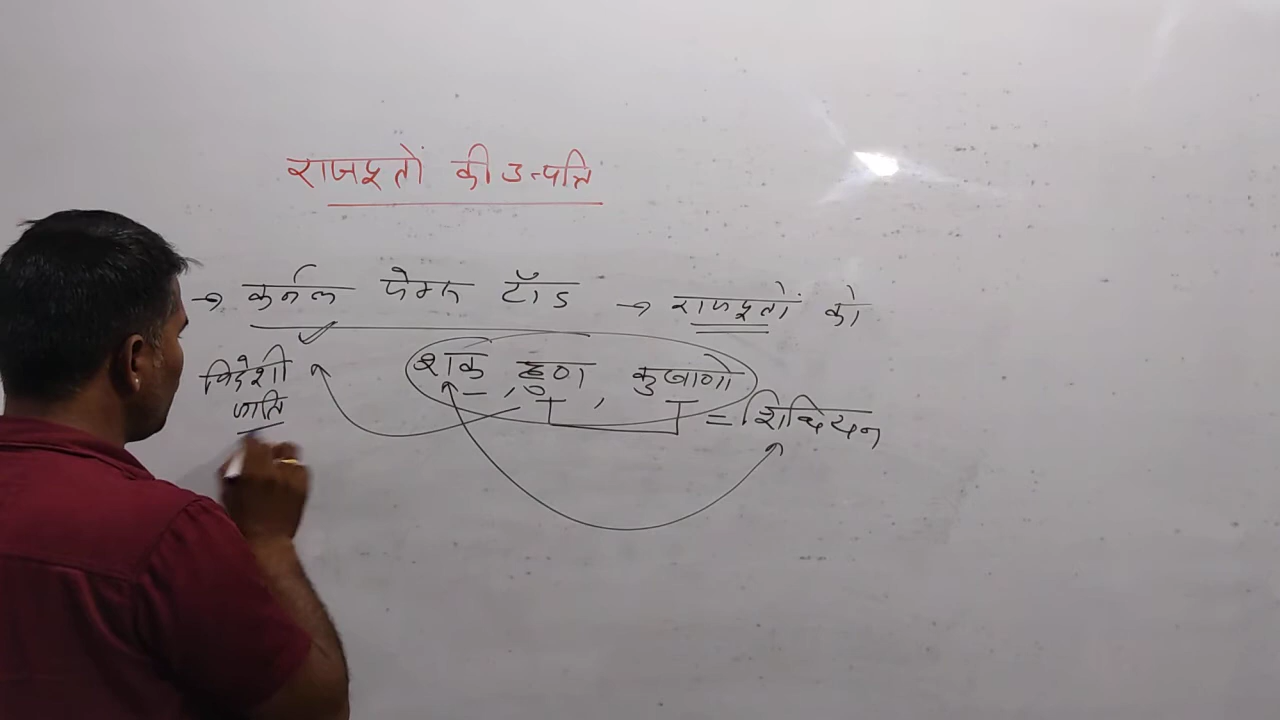 राजपूतों की उत्पत्ति
→ कर्नल जेम्स टॉड → राजपूतों को
विदेशी
जाति
शक, हूण, कुषाणो = शिथियन